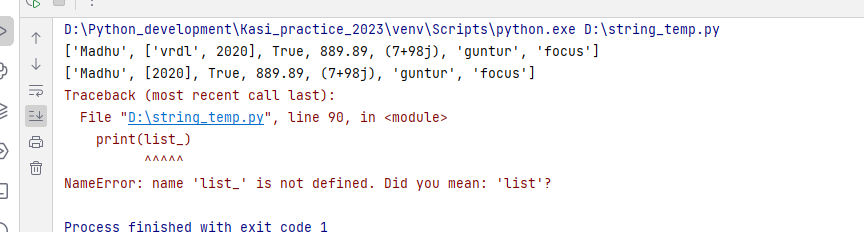 D:\Python_development\Kasi_practice_2023\venv\Scripts\python.exe D:\string_temp.py
['Madhu', ['vrdl', 2020], True, 889.89, (7+98j), 'guntur', 'focus']
['Madhu', [2020], True, 889.89, (7+98j), 'guntur', 'focus']
Traceback (most recent call last):
  File "D:\string_temp.py", line 90, in <module>
    print(list_)
          ^^^^^
NameError: name 'list_' is not defined. Did you mean: 'list'?
Process finished with exit code 1